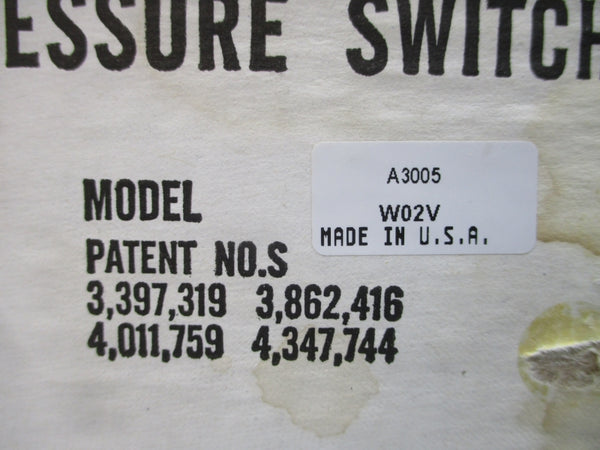 ESSURE SWITCH
A3005
MODEL
W02V
MADE IN U.S.A.
PATENT NO.S
3,397,319 3,862,416
4,011,759 4,347,744